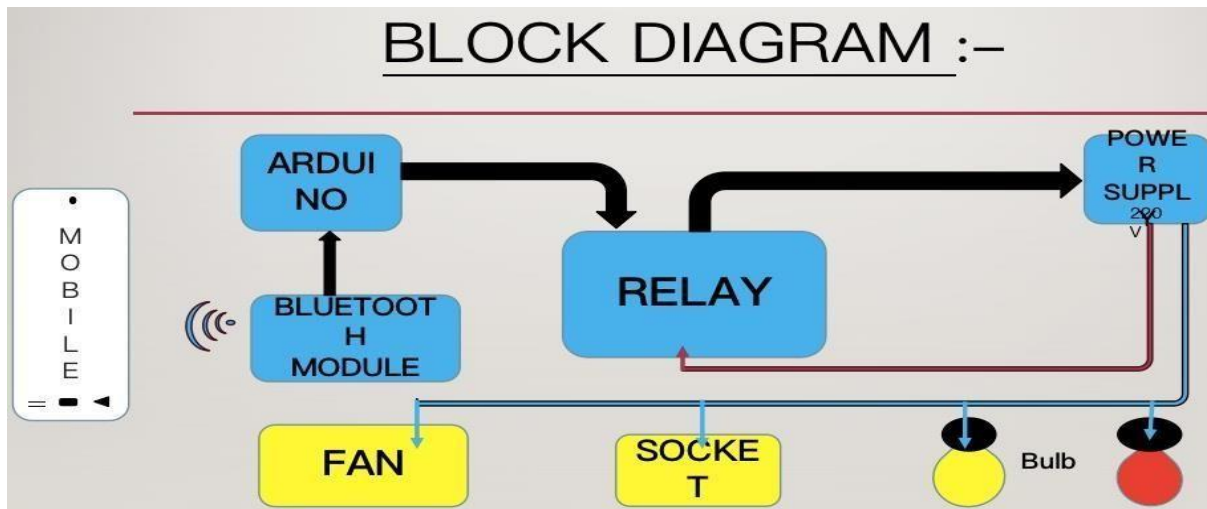 BLOCK DIAGRAM :-
ARDUI
NO
POWE
R
SUPPL
Y
220
V
M
O
B
I
L
E
RELAY
BLUETOOT
H
MODULE
FAN
SOCKE
T
Bulb